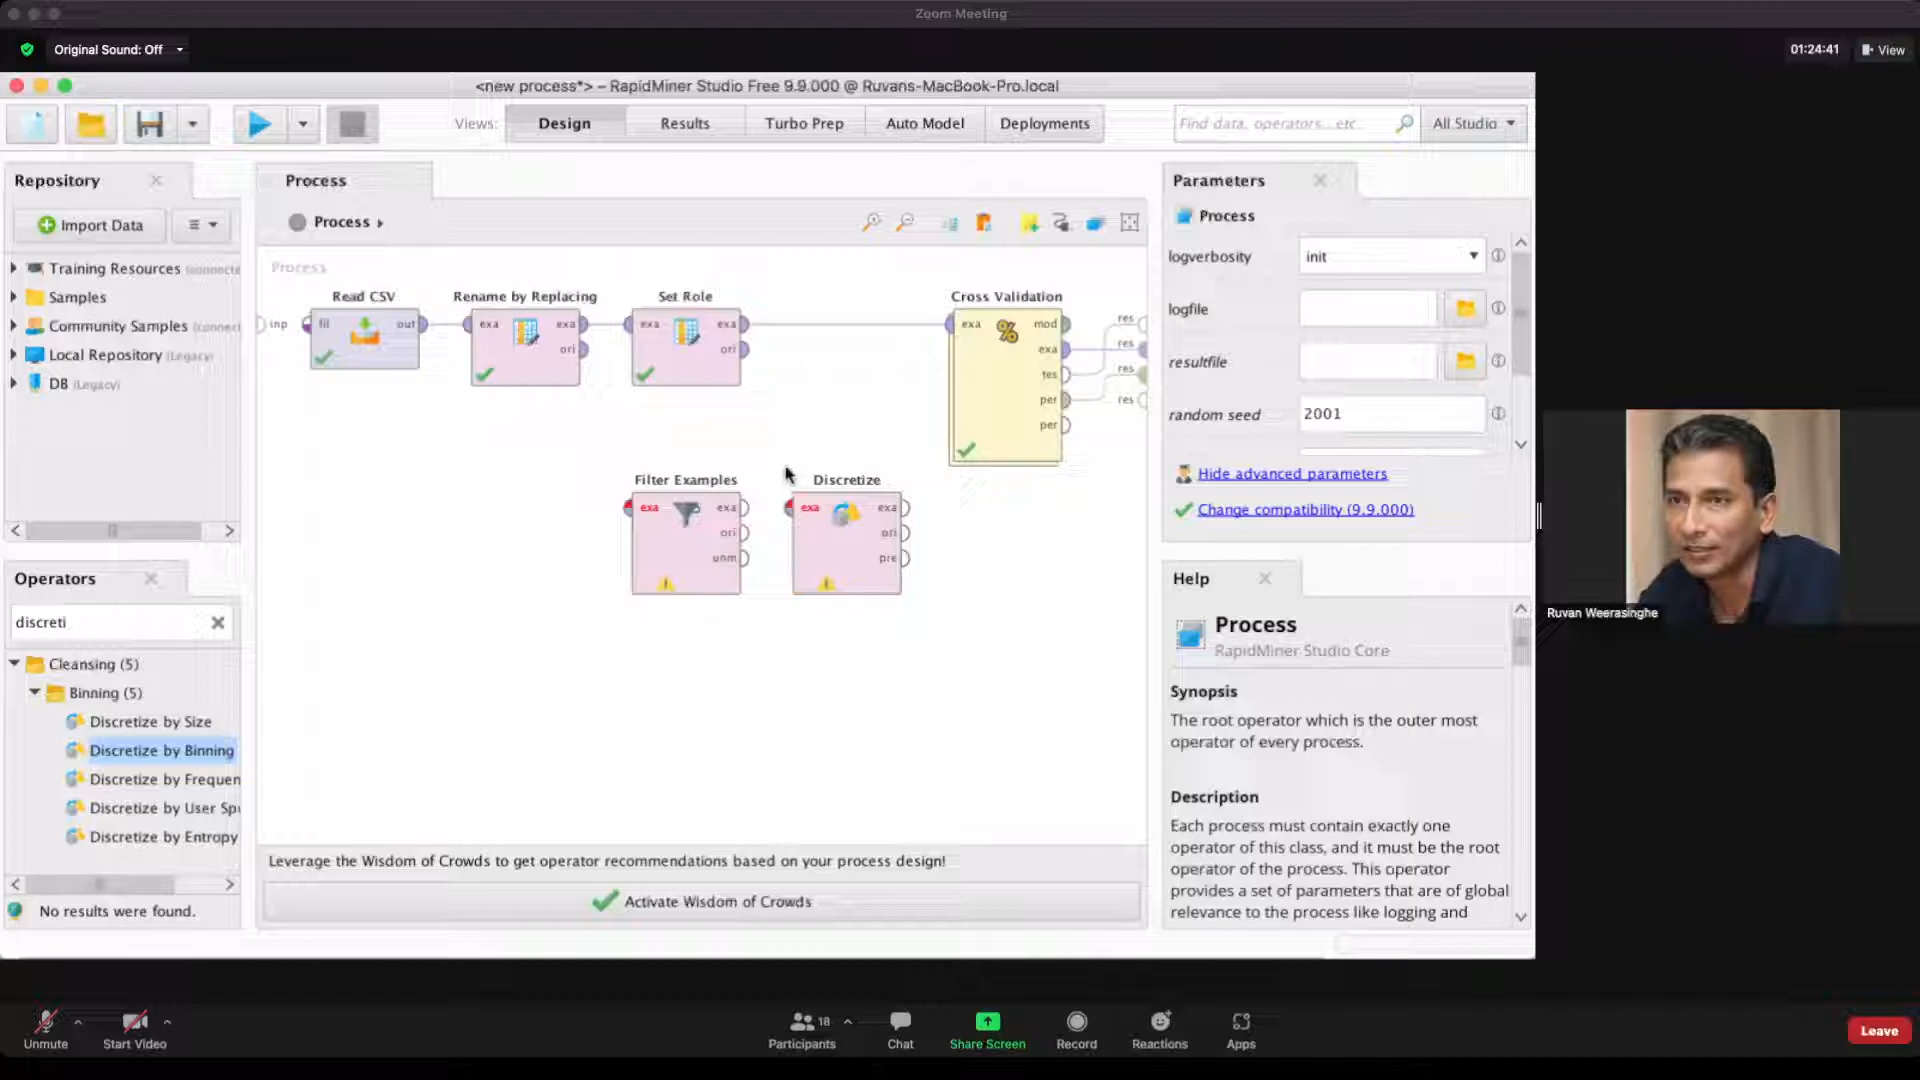 Zoom Meeting
Original Sound: Off
01:24:41
View
<new process*> – RapidMiner Studio Free 9.9.000 @ Ruvans-MacBook-Pro.local
Views:
Design
Results
Turbo Prep
Auto Model
Deployments
Find data, operators...etc
All Studio
Repository
Import Data
Training Resources (connecte
Samples
Community Samples (connect
Local Repository (Legacy)
DB (Legacy)
Operators
discreti
Cleansing (5)
Binning (5)
Discretize by Size
Discretize by Binning
Discretize by Frequen
Discretize by User Sp
Discretize by Entropy
No results were found.
Process
Process
Process
inp
Read CSV
fil out
Rename by Replacing
exa exa
ori
Set Role
exa exa
ori
Cross Validation
exa mod
exa
tes
per
per
res
res
res
res
Filter Examples
exa exa
ori
unm
Discretize
exa exa
ori
pre
Leverage the Wisdom of Crowds to get operator recommendations based on your process design!
Activate Wisdom of Crowds
Parameters
Process
logverbosity init
logfile
resultfile
random seed 2001
Hide advanced parameters
Change compatibility (9.9.000)
Help
Process
RapidMiner Studio Core
Synopsis
The root operator which is the outer most
operator of every process.
Description
Each process must contain exactly one
operator of this class, and it must be the root
operator of the process. This operator
provides a set of parameters that are of global
relevance to the process like logging and
Ruvan Weerasinghe
Unmute
Start Video
18
Participants
Chat
Share Screen
Record
Reactions
Apps
Leave